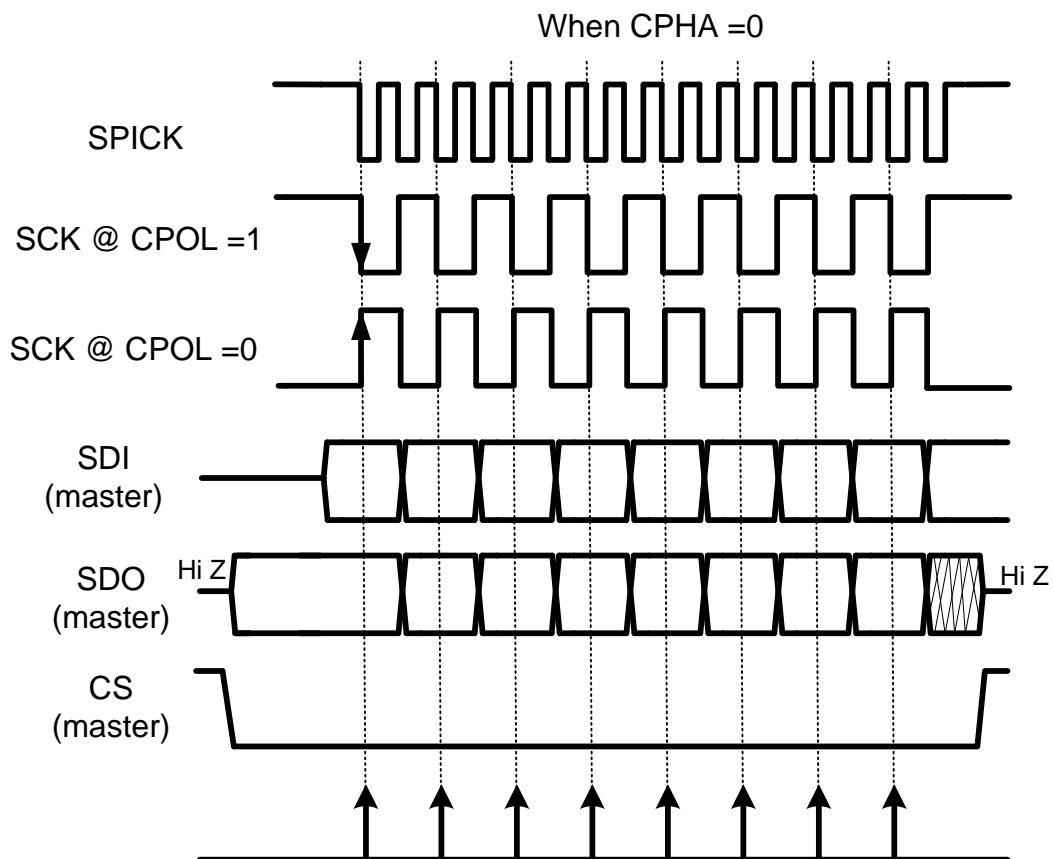 When CPHA =0
SPICK
SCK @ CPOL =1
SCK @ CPOL =0
SDI
(master)
Hi Z
SDO
(master)
Hi Z
CS
(master)